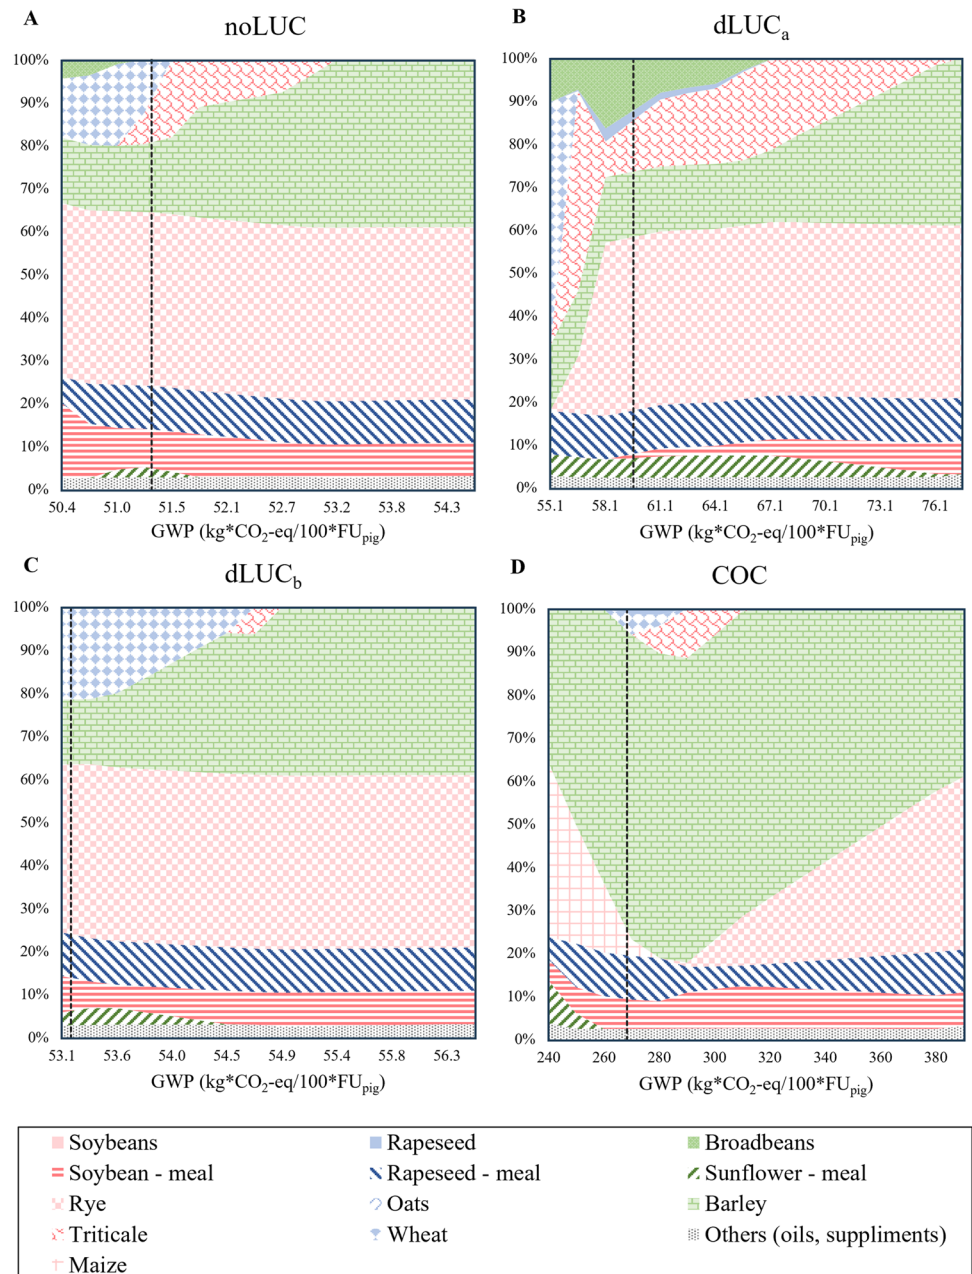 A
noLUC
100%
90%
80%
70%
60%
50%
40%
30%
20%
10%
0%
50.4 51.0 51.5 52.1 52.7 53.2 53.8 54.3
GWP (kg*CO2-eq/100*FUpig)
B
dLUCa
100%
90%
80%
70%
60%
50%
40%
30%
20%
10%
0%
55.1 58.1 61.1 64.1 67.1 70.1 73.1 76.1
GWP (kg*CO2-eq/100*FUpig)
C
dLUCb
100%
90%
80%
70%
60%
50%
40%
30%
20%
10%
0%
53.1 53.6 54.0 54.5 54.9 55.4 55.8 56.3
GWP (kg*CO2-eq/100*FUpig)
D
COC
100%
90%
80%
70%
60%
50%
40%
30%
20%
10%
0%
240 260 280 300 320 340 360 380
GWP (kg*CO2-eq/100*FUpig)
Soybeans Rapeseed Broadbeans
Soybean - meal Rapeseed - meal Sunflower - meal
Rye Oats Barley
Triticale Wheat Others (oils, suppliments)
Maize